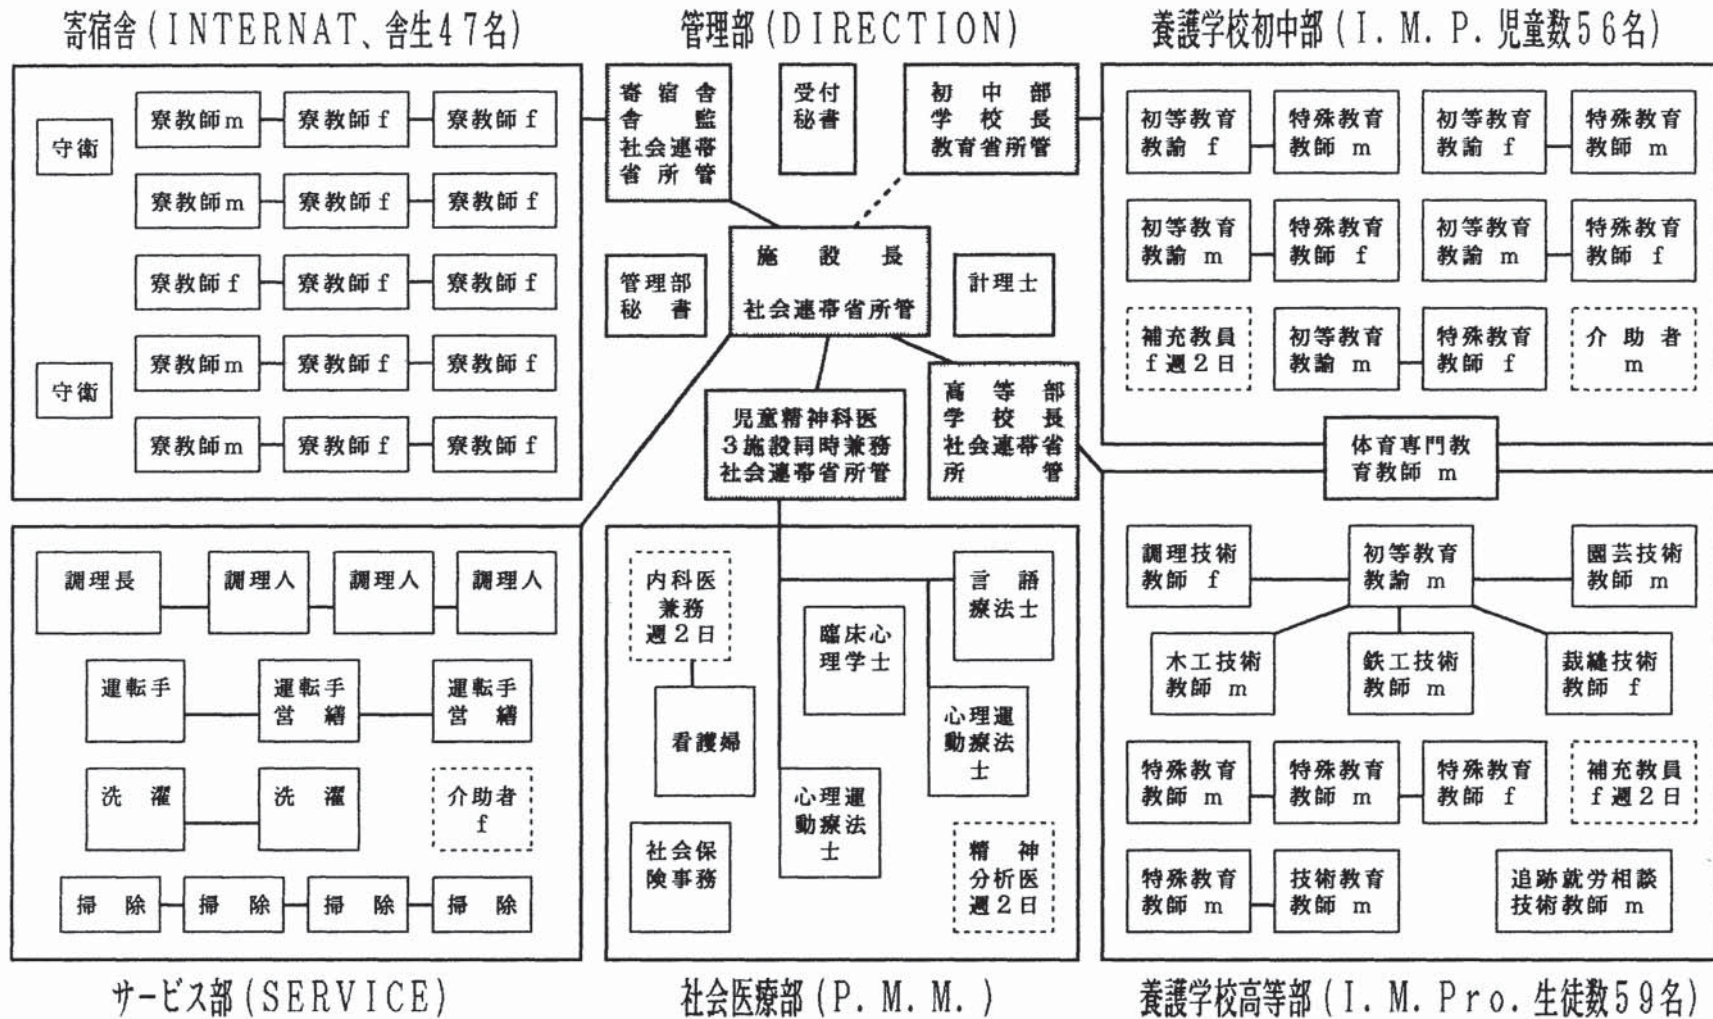 寄宿舎(INTERNAT、舎生47名)
管理部(DIRECTION)
養護学校初中部(I. M. P. 児童数56名)
守衛
寮教師m
寮教師f
寮教師f
寮教師m
寮教師f
寮教師f
寮教師f
寮教師f
寮教師f
守衛
寮教師m
寮教師f
寮教師f
寮教師m
寮教師f
寮教師f
寄宿舎
舎監
社会連帯
省所管
受付
秘書
初中部
学校長
教育省所管
施設長
社会連帯省所管
管理部
秘書
計理士
児童精神科医
3施設同時兼務
社会連帯省所管
高等部
学校長
社会連帯省
所管
初等教育
教諭 f
特殊教育
教師 m
初等教育
教諭 f
特殊教育
教師 m
初等教育
教諭 m
特殊教育
教師 f
初等教育
教諭 m
特殊教育
教師 f
補充教員
f週2日
初等教育
教諭 m
特殊教育
教師 f
介助者
m
体育専門教
育教師 m
調理長
調理人
調理人
調理人
運転手
運転手
営繕
運転手
営繕
洗濯
洗濯
介助者
f
掃除
掃除
掃除
掃除
内科医
兼務
週2日
言語
療法士
臨床心
理学士
看護婦
心理運
動療法
士
心理運
動療法
士
社会保
険事務
精神
分析医
週2日
調理技術
教師 f
初等教育
教諭 m
園芸技術
教師 m
木工技術
教師 m
鉄工技術
教師 m
裁縫技術
教師 f
特殊教育
教師 m
特殊教育
教師 m
特殊教育
教師 f
補充教員
f週2日
特殊教育
教師 m
技術教育
教師 m
追跡就労相談
技術教師 m
サービス部(SERVICE)
社会医療部(P. M. M. )
養護学校高等部(I. M. Pro. 生徒数59名)